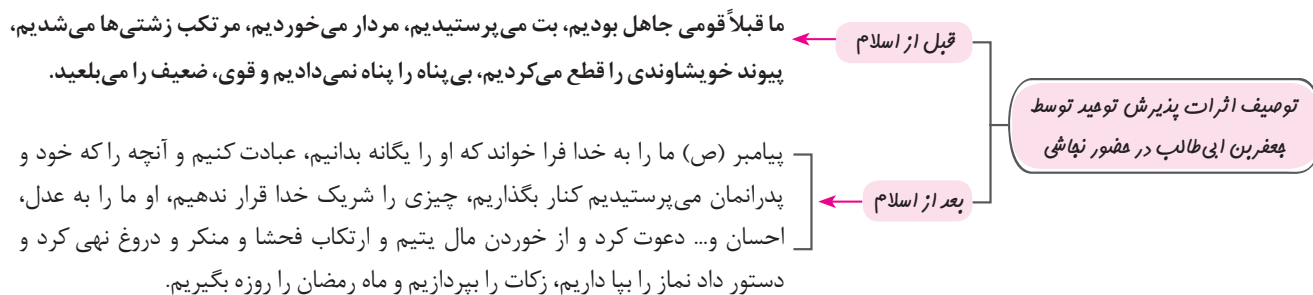 توصیف اثرات پذیرش توحید توسط
جعفربن ابی‌طالب در حضور نجاشی
قبل از اسلام
ما قبلاً قومی جاهل بودیم، بت می‌پرستیدیم، مردار می‌خوردیم، مرتکب زشتی‌ها می‌شدیم،
پیوند خویشاوندی را قطع می‌کردیم، بی‌پناه را پناه نمی‌دادیم و قوی، ضعیف را می‌بلعید.
بعد از اسلام
پیامبر (ص) ما را به خدا فرا خواند که او را یگانه بدانیم، عبادت کنیم و آنچه را که خود و
پدرانمان می‌پرستیدیم کنار بگذاریم، چیزی را شریک خدا قرار ندهیم، او ما را به عدل،
احسان و... دعوت کرد و از خوردن مال یتیم و ارتکاب فحشا و منکر و دروغ نهی کرد و
دستور داد نماز را بپا داریم، زکات را بپردازیم و ماه رمضان را روزه بگیریم.